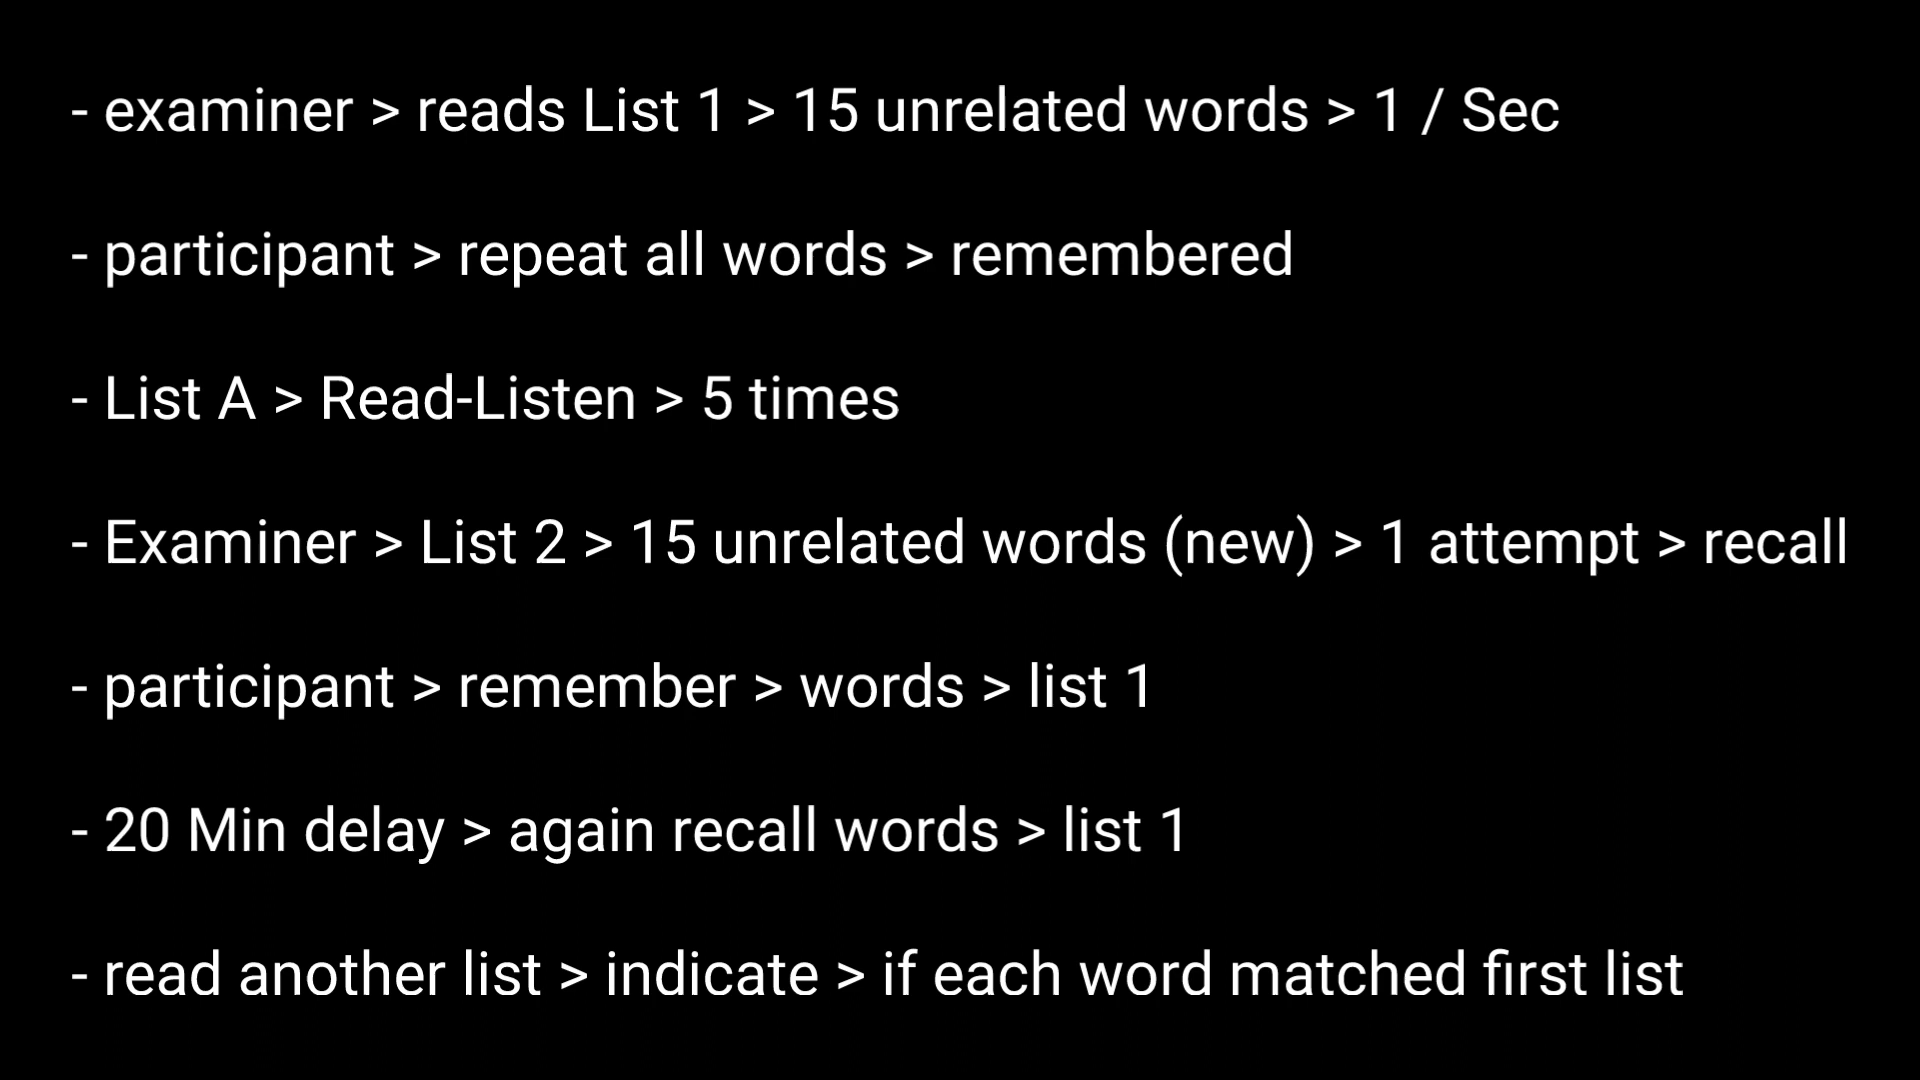 - examiner > reads List 1 > 15 unrelated words > 1 / Sec
- participant > repeat all words > remembered
- List A > Read-Listen > 5 times
- Examiner > List 2 > 15 unrelated words (new) > 1 attempt > recall
- participant > remember > words > list 1
- 20 Min delay > again recall words > list 1
- read another list > indicate > if each word matched first list